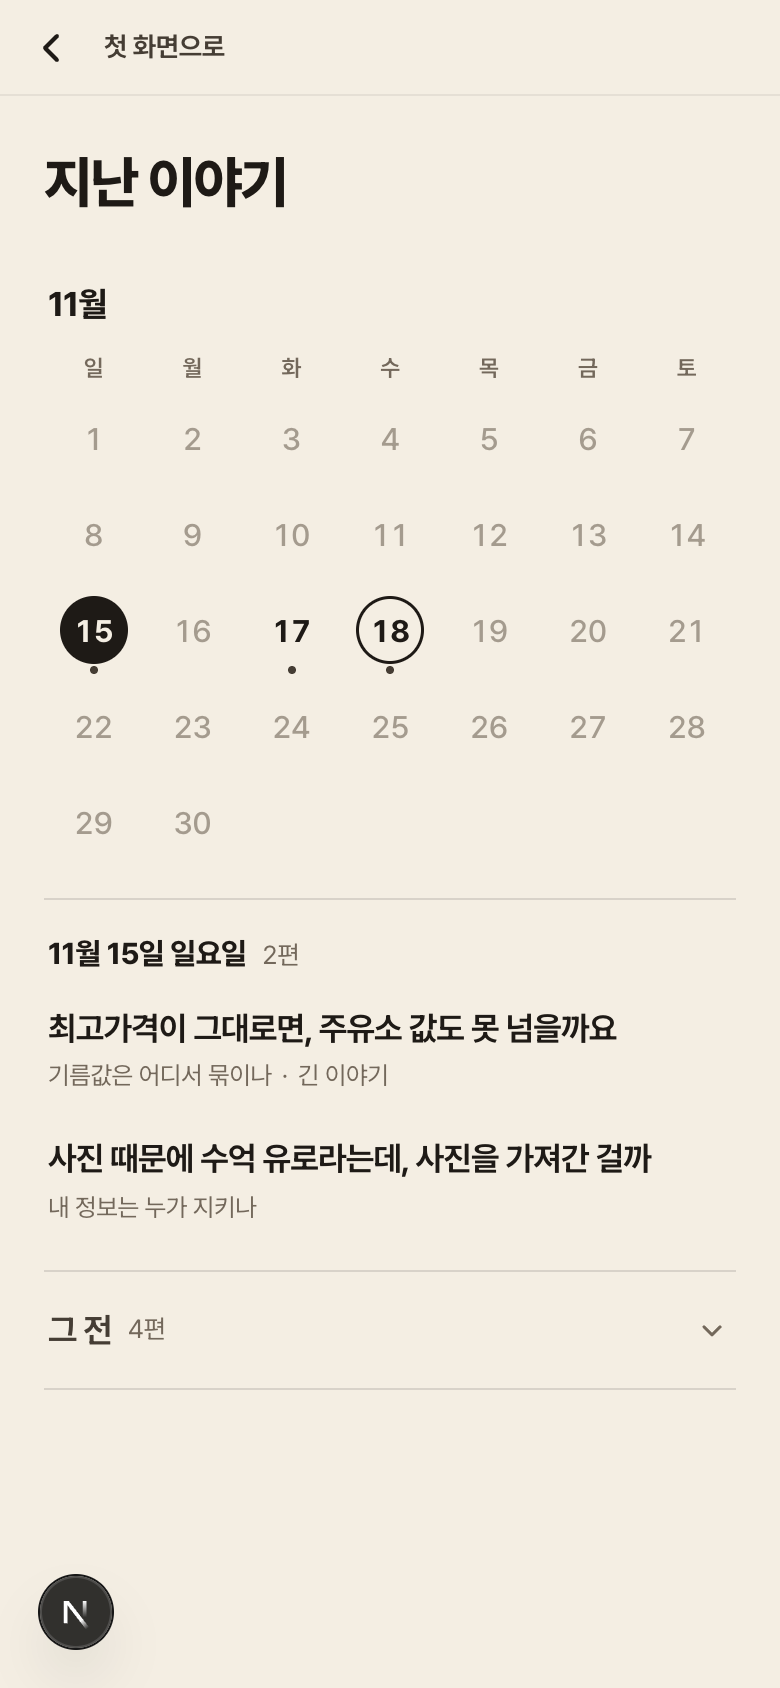 첫 화면으로
지난 이야기
11월
일 월 화 수 목 금 토
1 2 3 4 5 6 7
8 9 10 11 12 13 14
15 16 17 18 19 20 21
22 23 24 25 26 27 28
29 30
11월 15일 일요일 2편
최고가격이 그대로면, 주유소 값도 못 넘을까요
기름값은 어디서 묶이나 · 긴 이야기
사진 때문에 수억 유로라는데, 사진을 가져간 걸까
내 정보는 누가 지키나
그 전 4편
N